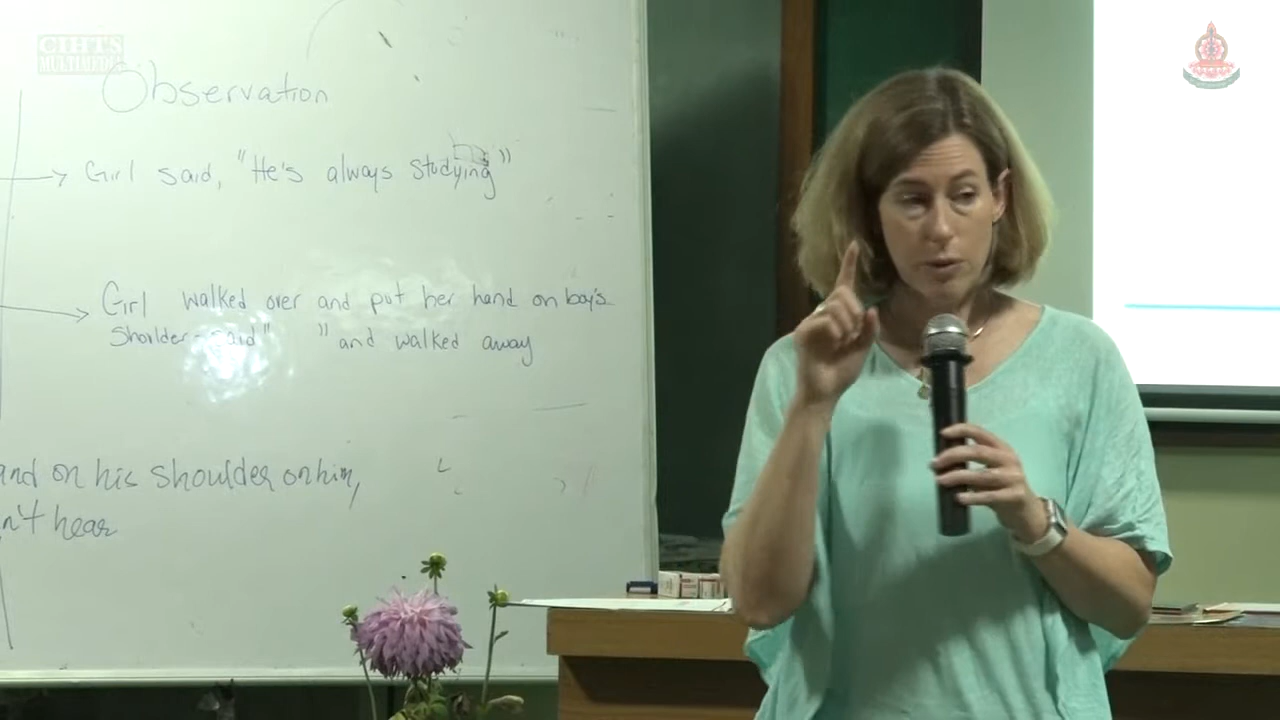 CIHTS
Observation
Girl said, "He's always studying"
Girl walked over and put her hand on boy's
Shoulder - said " " and walked away
and on his shoulder on him,
n't hear